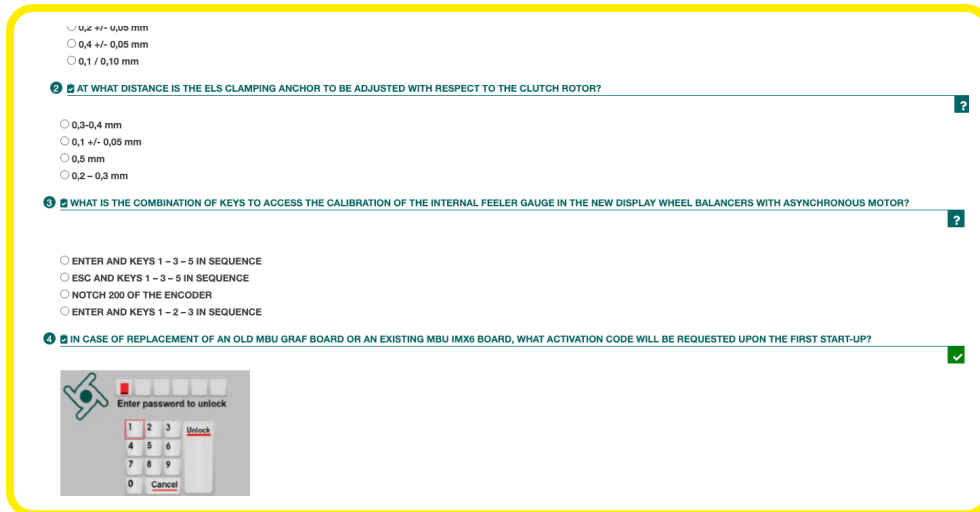 0,2 +/- 0,05 mm
0,4 +/- 0,05 mm
0,1 / 0,10 mm
2 AT WHAT DISTANCE IS THE ELS CLAMPING ANCHOR TO BE ADJUSTED WITH RESPECT TO THE CLUTCH ROTOR?
?
0,3-0,4 mm
0,1 +/- 0,05 mm
0,5 mm
0,2 – 0,3 mm
3 WHAT IS THE COMBINATION OF KEYS TO ACCESS THE CALIBRATION OF THE INTERNAL FEELER GAUGE IN THE NEW DISPLAY WHEEL BALANCERS WITH ASYNCHRONOUS MOTOR?
?
ENTER AND KEYS 1 – 3 – 5 IN SEQUENCE
ESC AND KEYS 1 – 3 – 5 IN SEQUENCE
NOTCH 200 OF THE ENCODER
ENTER AND KEYS 1 – 2 – 3 IN SEQUENCE
4 IN CASE OF REPLACEMENT OF AN OLD MBU GRAF BOARD OR AN EXISTING MBU IMX6 BOARD, WHAT ACTIVATION CODE WILL BE REQUESTED UPON THE FIRST START-UP?
Enter password to unlock
1 2 3 Unlock
4 5 6
7 8 9
0 Cancel